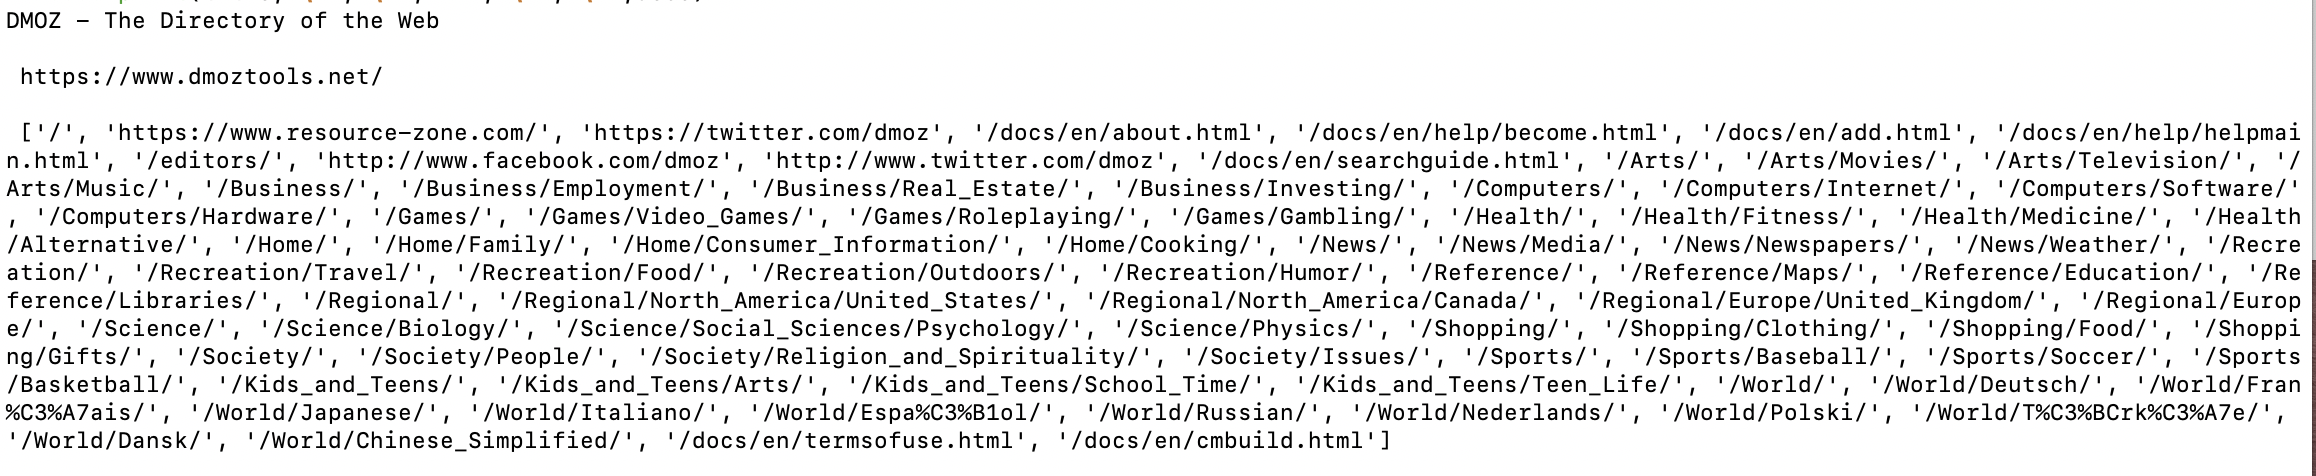 DMOZ - The Directory of the Web
https://www.dmoztools.net/
['/', 'https://www.resource-zone.com/', 'https://twitter.com/dmoz', '/docs/en/about.html', '/docs/en/help/become.html', '/docs/en/add.html', '/docs/en/help/helpmai
n.html', '/editors/', 'http://www.facebook.com/dmoz', 'http://www.twitter.com/dmoz', '/docs/en/searchguide.html', '/Arts/', '/Arts/Movies/', '/Arts/Television/', '/
Arts/Music/', '/Business/', '/Business/Employment/', '/Business/Real_Estate/', '/Business/Investing/', '/Computers/', '/Computers/Internet/', '/Computers/Software/'
, '/Computers/Hardware/', '/Games/', '/Games/Video_Games/', '/Games/Roleplaying/', '/Games/Gambling/', '/Health/', '/Health/Fitness/', '/Health/Medicine/', '/Health
/Alternative/', '/Home/', '/Home/Family/', '/Home/Consumer_Information/', '/Home/Cooking/', '/News/', '/News/Media/', '/News/Newspapers/', '/News/Weather/', '/Recre
ation/', '/Recreation/Travel/', '/Recreation/Food/', '/Recreation/Outdoors/', '/Recreation/Humor/', '/Reference/', '/Reference/Maps/', '/Reference/Education/', '/Re
ference/Libraries/', '/Regional/', '/Regional/North_America/United_States/', '/Regional/North_America/Canada/', '/Regional/Europe/United_Kingdom/', '/Regional/Europ
e/', '/Science/', '/Science/Biology/', '/Science/Social_Sciences/Psychology/', '/Science/Physics/', '/Shopping/', '/Shopping/Clothing/', '/Shopping/Food/', '/Shoppi
ng/Gifts/', '/Society/', '/Society/People/', '/Society/Religion_and_Spirituality/', '/Society/Issues/', '/Sports/', '/Sports/Baseball/', '/Sports/Soccer/', '/Sports
/Basketball/', '/Kids_and_Teens/', '/Kids_and_Teens/Arts/', '/Kids_and_Teens/School_Time/', '/Kids_and_Teens/Teen_Life/', '/World/', '/World/Deutsch/', '/World/Fran
%C3%A7ais/', '/World/Japanese/', '/World/Italiano/', '/World/Espa%C3%B1ol/', '/World/Russian/', '/World/Nederlands/', '/World/Polski/', '/World/T%C3%BCrk%C3%A7e/',
'/World/Dansk/', '/World/Chinese_Simplified/', '/docs/en/termsofuse.html', '/docs/en/cmbuild.html']